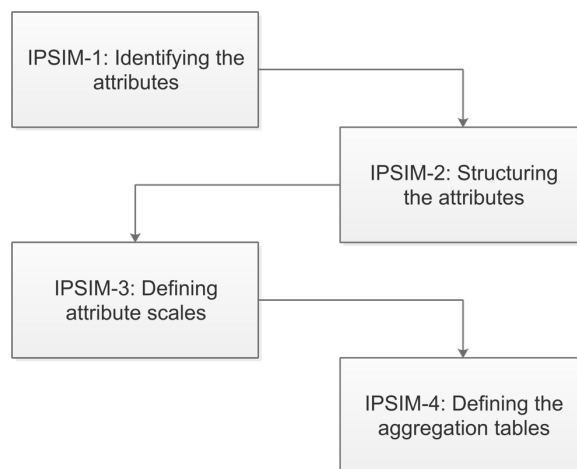 IPSIM-1: Identifying the
attributes
IPSIM-2: Structuring
the attributes
IPSIM-3: Defining
attribute scales
IPSIM-4: Defining the
aggregation tables